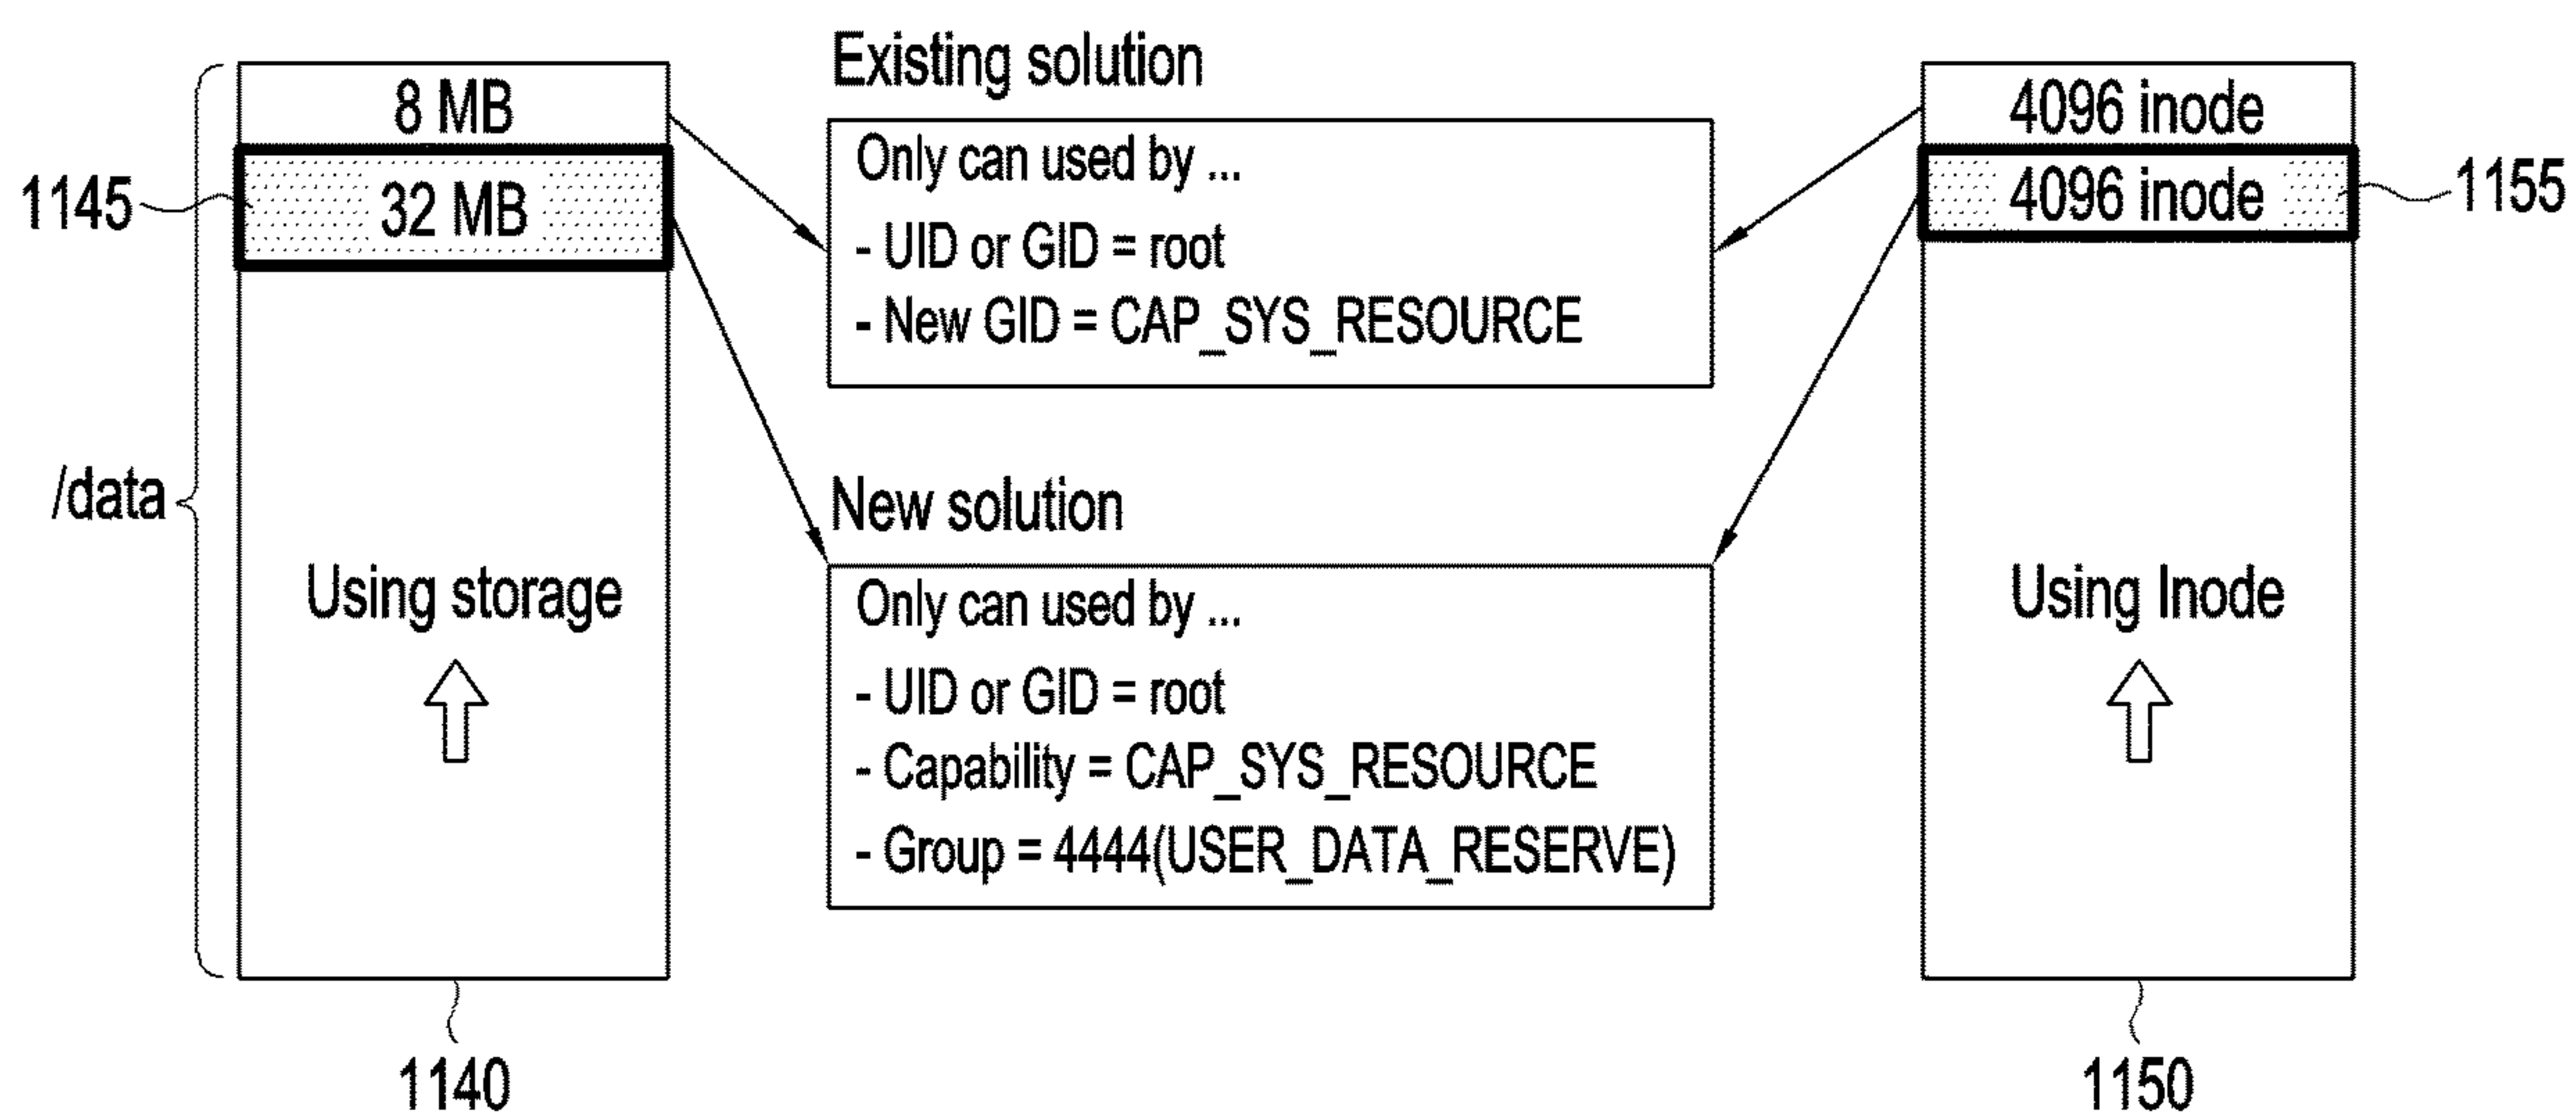 Existing solution
8 MB
4096 inode
Only can used by ...
1145
32 MB
4096 inode
1155
- UID or GID = root
- New GID = CAP_SYS_RESOURCE
/data
New solution
Using storage
Only can used by ...
Using Inode
- UID or GID = root
- Capability = CAP_SYS_RESOURCE
- Group = 4444(USER_DATA_RESERVE)
1140
1150